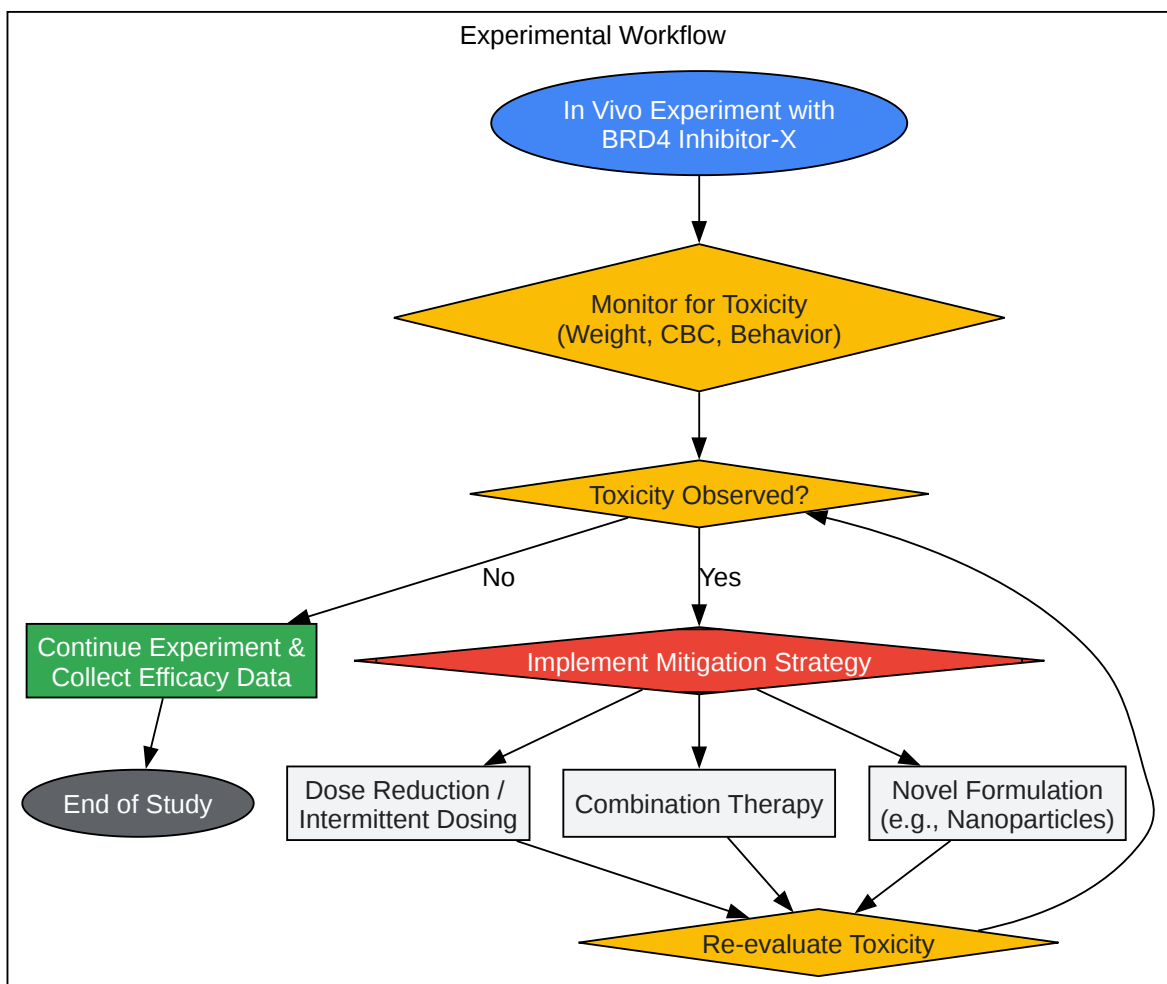 Experimental Workflow
In Vivo Experiment with
BRD4 Inhibitor-X
Monitor for Toxicity
(Weight, CBC, Behavior)
Toxicity Observed?
No
Yes
Continue Experiment &
Collect Efficacy Data
Implement Mitigation Strategy
End of Study
Dose Reduction /
Intermittent Dosing
Combination Therapy
Novel Formulation
(e.g., Nanoparticles)
Re-evaluate Toxicity